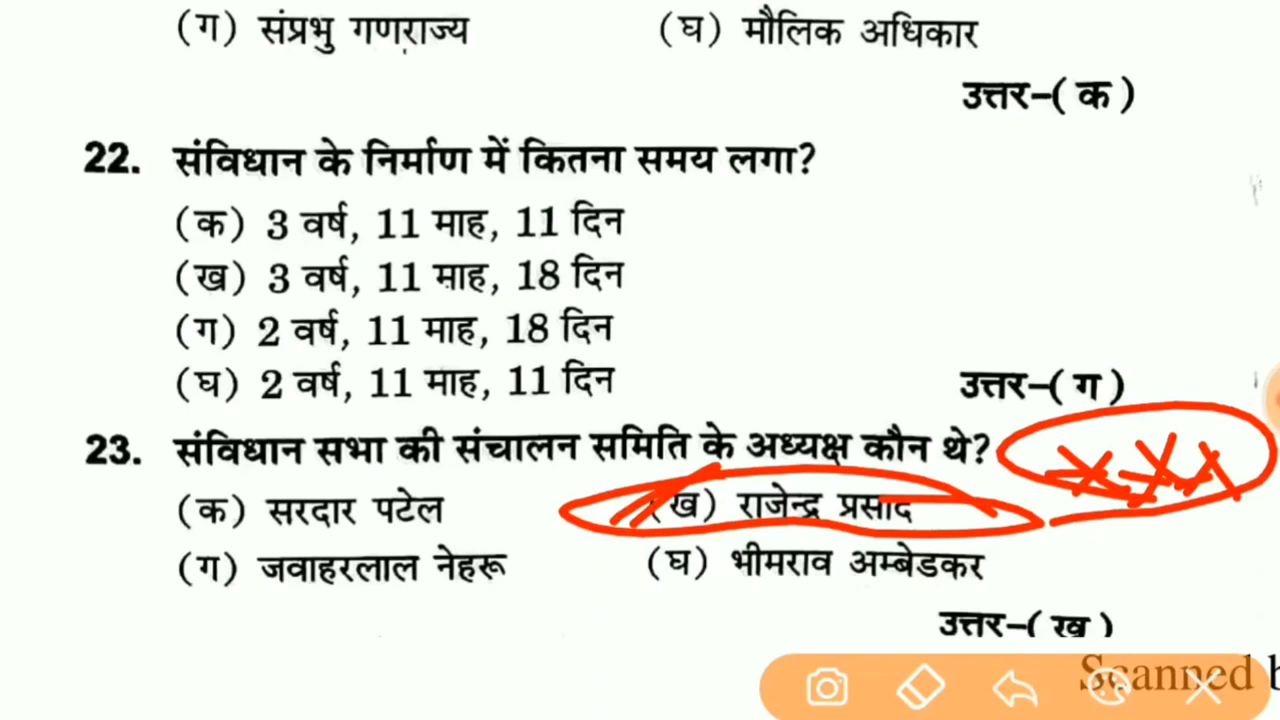 (ग) संप्रभु गणराज्य (घ) मौलिक अधिकार
उत्तर–( क )
22. संविधान के निर्माण में कितना समय लगा?
(क) 3 वर्ष, 11 माह, 11 दिन
(ख) 3 वर्ष, 11 माह, 18 दिन
(ग) 2 वर्ष, 11 माह, 18 दिन
(घ) 2 वर्ष, 11 माह, 11 दिन
उत्तर–( ग )
23. संविधान सभा की संचालन समिति के अध्यक्ष कौन थे?
(क) सरदार पटेल (ख) राजेन्द्र प्रसाद
(ग) जवाहरलाल नेहरू (घ) भीमराव अम्बेडकर
उत्तर–( ख )
Scanned b